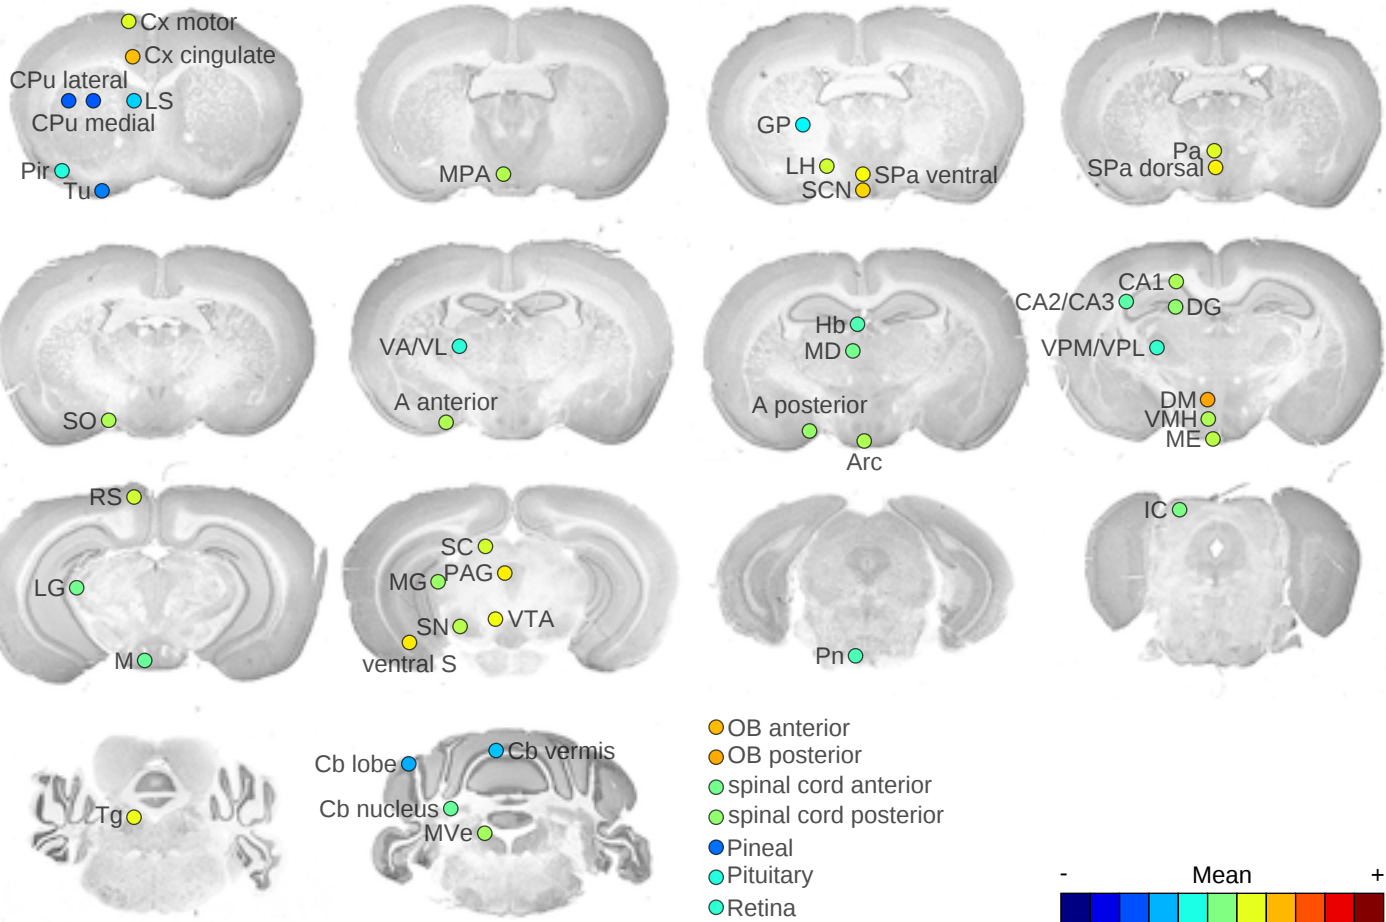 Cx motor
Cx cingulate
CPu lateral
LS
CPu medial
Pir
Tu
MPA
GP
LH
SPa ventral
SCN
Pa
SPa dorsal
SO
VA/VL
A anterior
Hb
MD
A posterior
Arc
CA1
CA2/CA3
DG
VPM/VPL
DM
VMH
ME
RS
LG
M
SC
MG
PAG
SN
VTA
ventral S
Pn
IC
Tg
Cb lobe
Cb vermis
Cb nucleus
MVe
OB anterior
OB posterior
spinal cord anterior
spinal cord posterior
Pineal
Pituitary
Retina
- Mean +